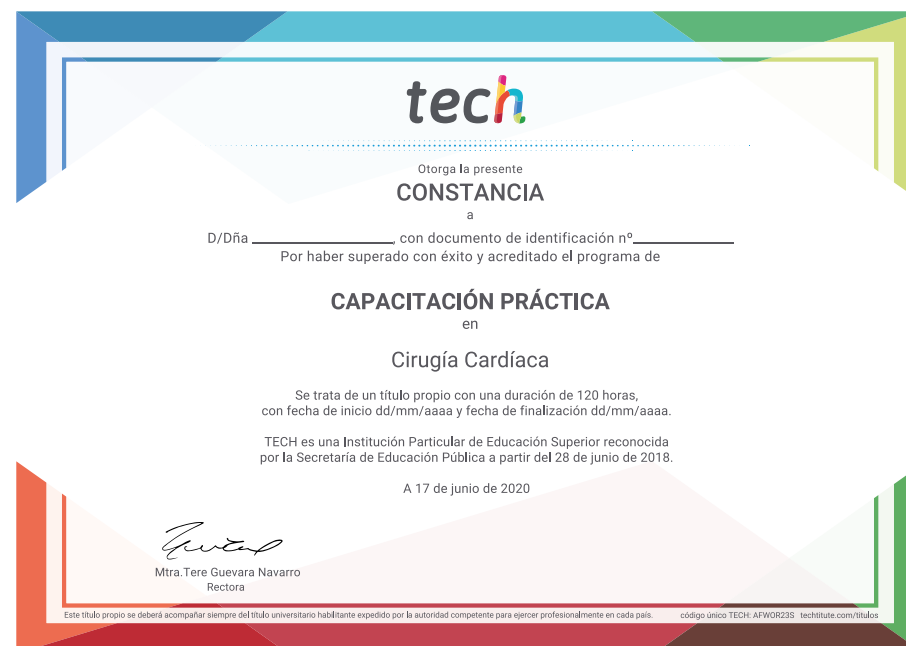 tech
Otorga la presente
CONSTANCIA
a
D/Dña ____________________, con documento de identificación nº______________
Por haber superado con éxito y acreditado el programa de
CAPACITACIÓN PRÁCTICA
en
Cirugía Cardíaca
Se trata de un título propio con una duración de 120 horas,
con fecha de inicio dd/mm/aaaa y fecha de finalización dd/mm/aaaa.
TECH es una Institución Particular de Educación Superior reconocida
por la Secretaría de Educación Pública a partir del 28 de junio de 2018.
A 17 de junio de 2020
Mtra.Tere Guevara Navarro
Rectora
Este título propio se deberá acompañar siempre del título universitario habilitante expedido por la autoridad competente para ejercer profesionalmente en cada país. código único TECH: AFWOR23S techtitute.com/titulos